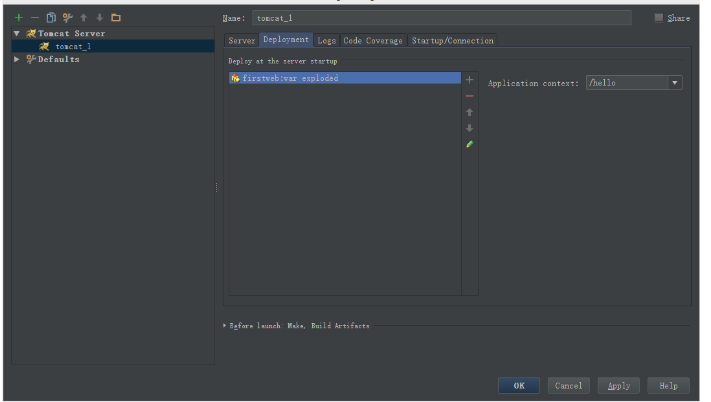 Name: tomcat_1
Share
Tomcat Server
tomcat_1
Defaults
Server Deployment Logs Code Coverage Startup/Connection
Deploy at the server startup
firstweb:war exploded
Application context: /hello
Before launch: Make, Build Artifacts
OK Cancel Apply Help